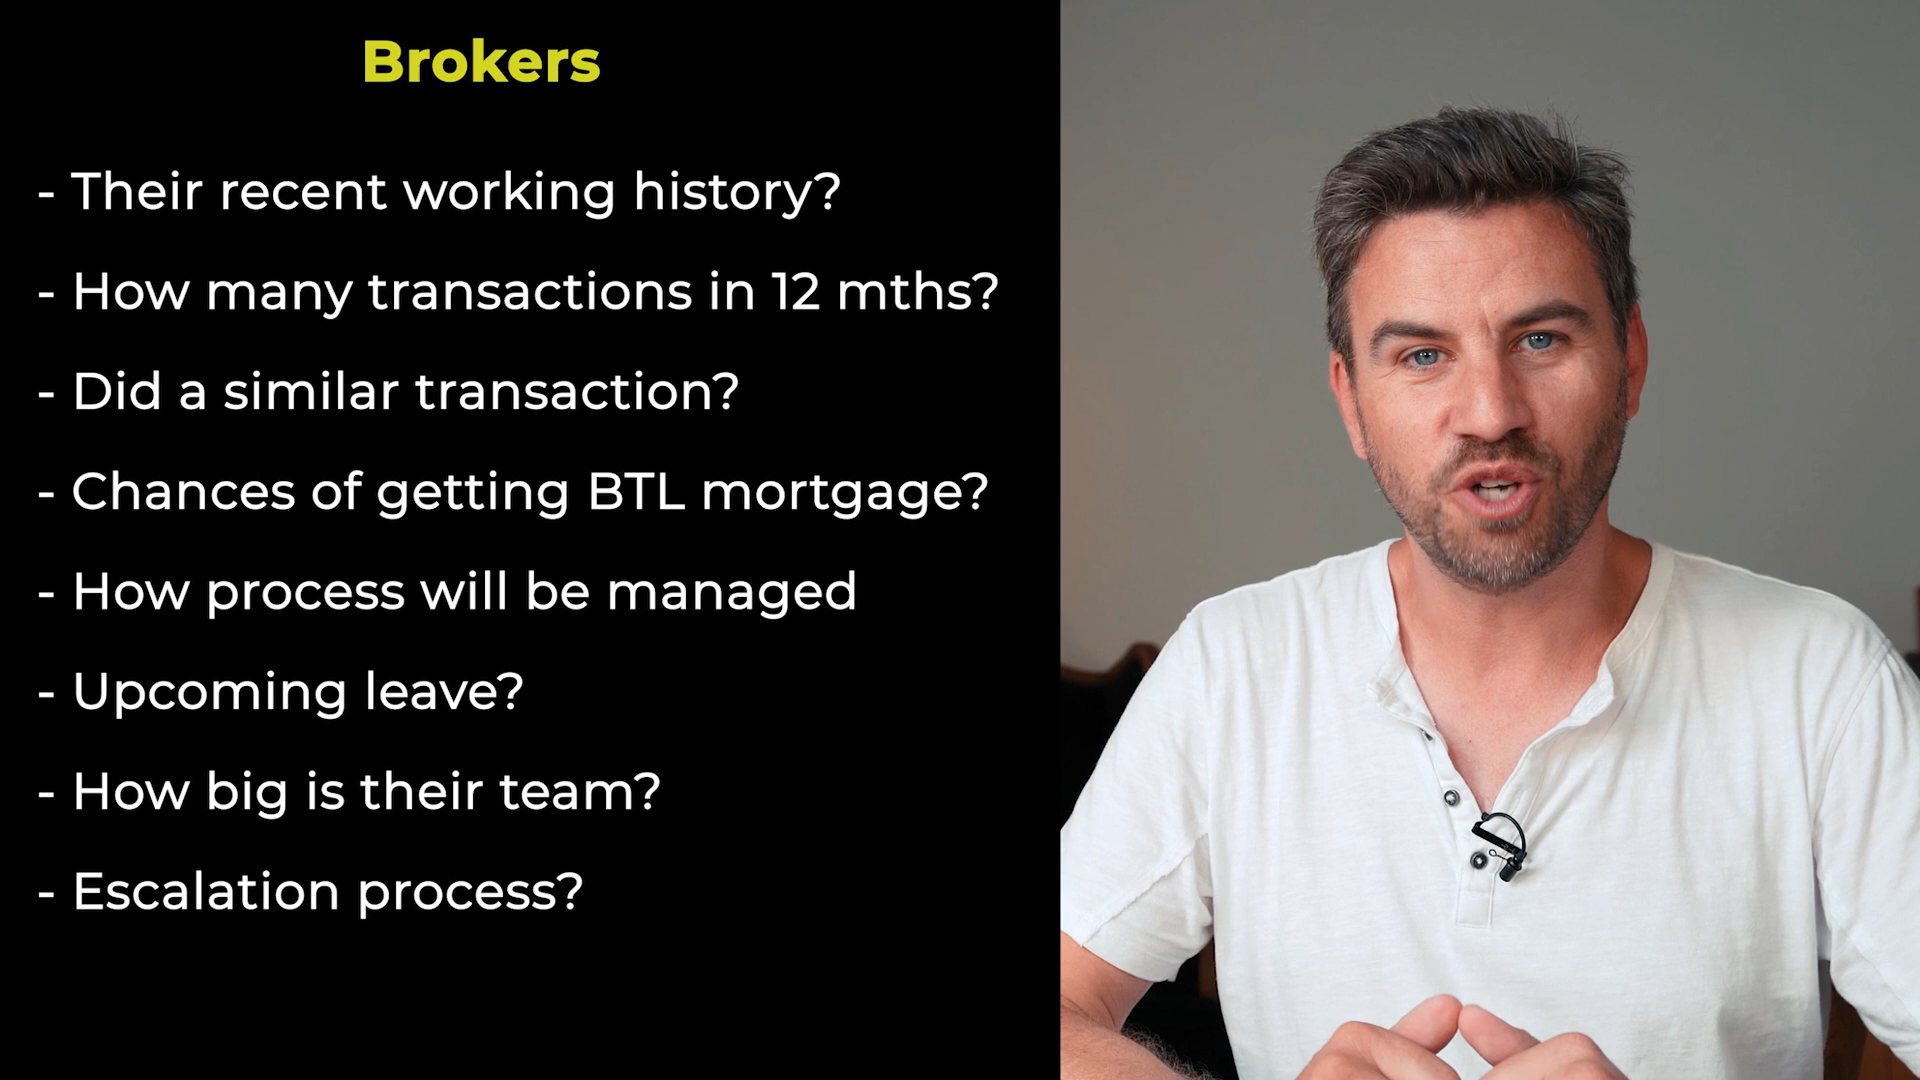 Brokers
- Their recent working history?
- How many transactions in 12 mths?
- Did a similar transaction?
- Chances of getting BTL mortgage?
- How process will be managed
- Upcoming leave?
- How big is their team?
- Escalation process?